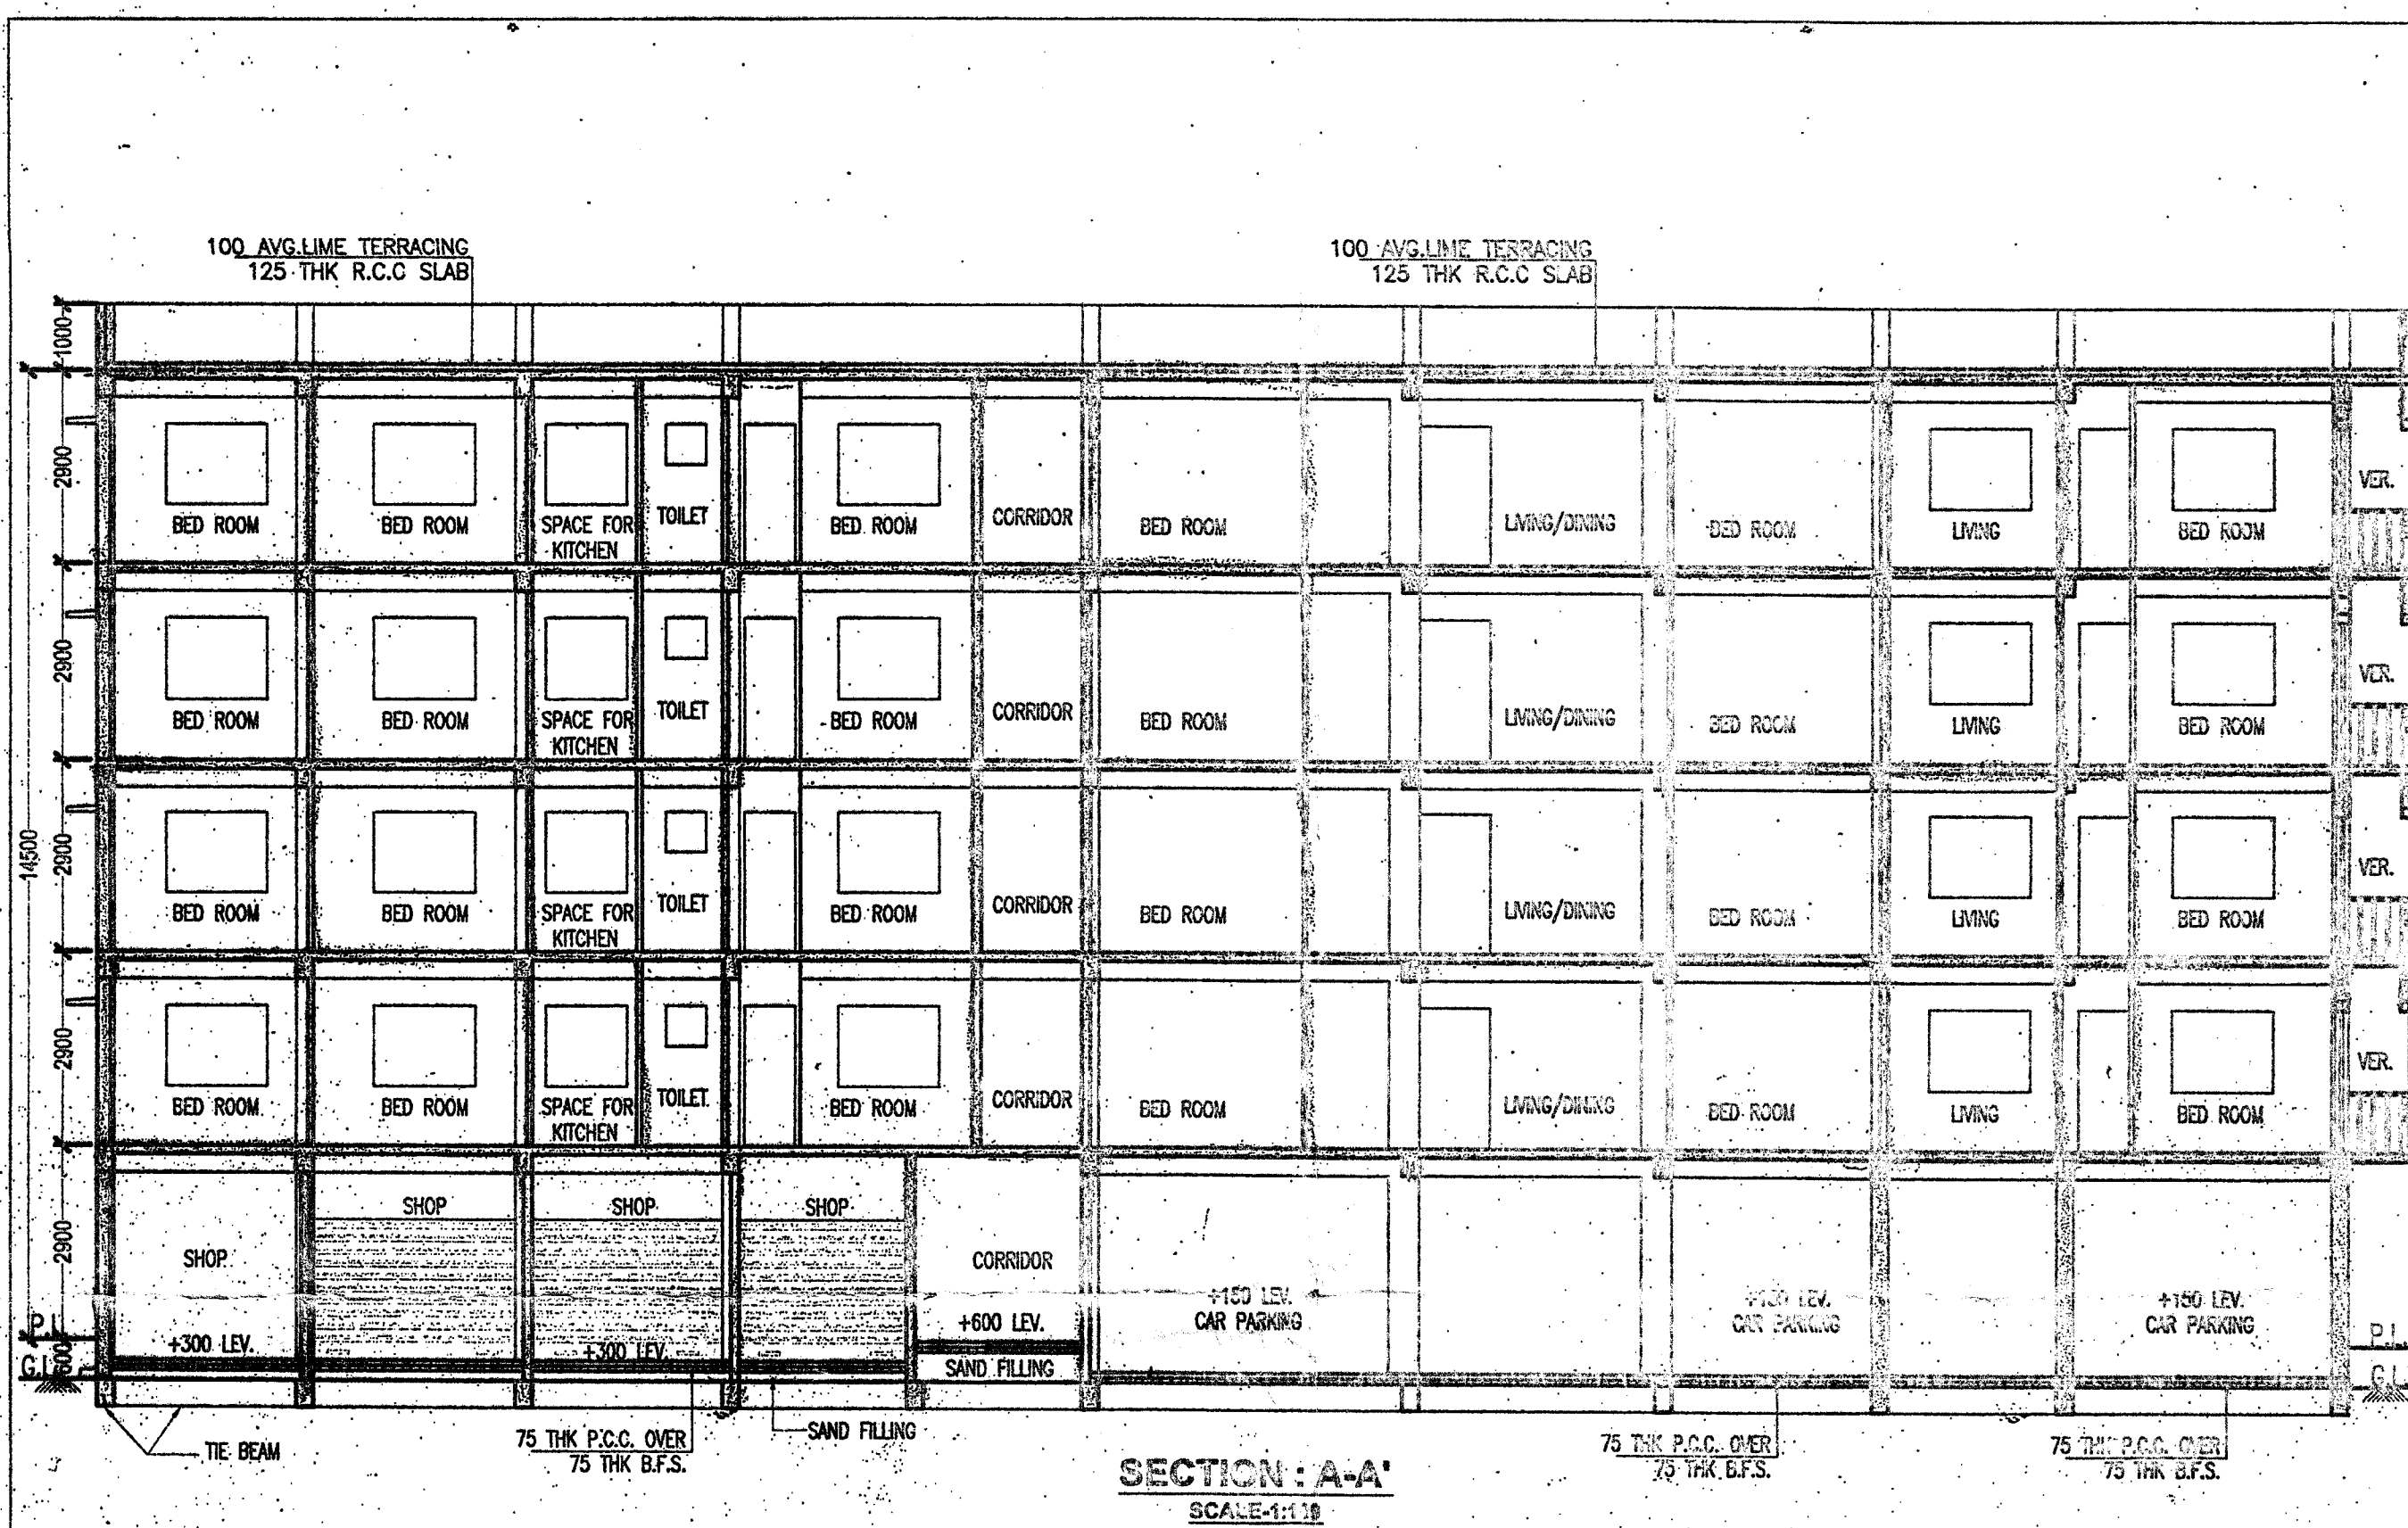 100 AVG.LIME TERRACING
125 THK R.C.C SLAB
100 AVG.LIME TERRACING
125 THK R.C.C SLAB
1000
2900
BED ROOM
BED ROOM
SPACE FOR
KITCHEN
TOILET
BED ROOM
CORRIDOR
BED ROOM
LIVING/DINING
BED ROOM
LIVING
BED ROOM
VER.
2900
BED ROOM
BED ROOM
SPACE FOR
KITCHEN
TOILET
BED ROOM
CORRIDOR
BED ROOM
LIVING/DINING
BED ROOM
LIVING
BED ROOM
VER.
14500
2900
BED ROOM
BED ROOM
SPACE FOR
KITCHEN
TOILET
BED ROOM
CORRIDOR
BED ROOM
LIVING/DINING
BED ROOM
LIVING
BED ROOM
VER.
2900
BED ROOM
BED ROOM
SPACE FOR
KITCHEN
TOILET
BED ROOM
CORRIDOR
BED ROOM
LIVING/DINING
BED ROOM
LIVING
BED ROOM
VER.
2900
SHOP
SHOP
SHOP
SHOP
CORRIDOR
+300 LEV.
+300 LEV.
+600 LEV.
SAND FILLING
+150 LEV.
CAR PARKING
CAR PARKING
+150 LEV.
CAR PARKING
P.L.
G.L.
600
P.L.
G.L.
TIE BEAM
75 THK P.C.C. OVER
75 THK B.F.S.
SAND FILLING
75 THK P.C.C. OVER
75 THK B.F.S.
75 THK P.C.C. OVER
75 THK B.F.S.
SECTION : A-A'